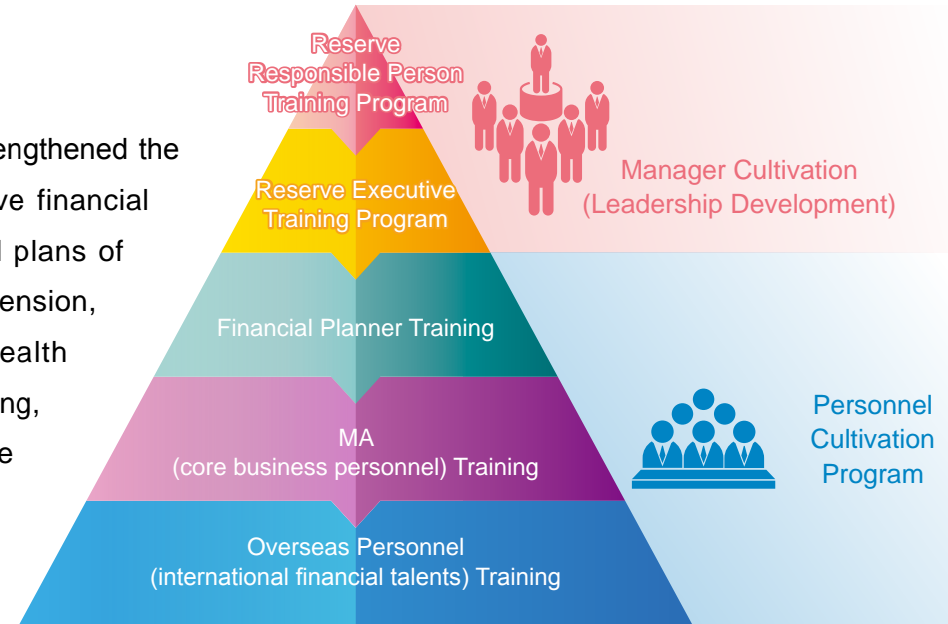 Reserve
Responsible Person
Training Program
Reserve Executive
Training Program
Financial Planner Training
MA
(core business personnel) Training
Overseas Personnel
(international financial talents) Training
Manager Cultivation
(Leadership Development)
Personnel
Cultivation
Program
engthened the
ve financial
plans of
ension,
ealth
ng,
e